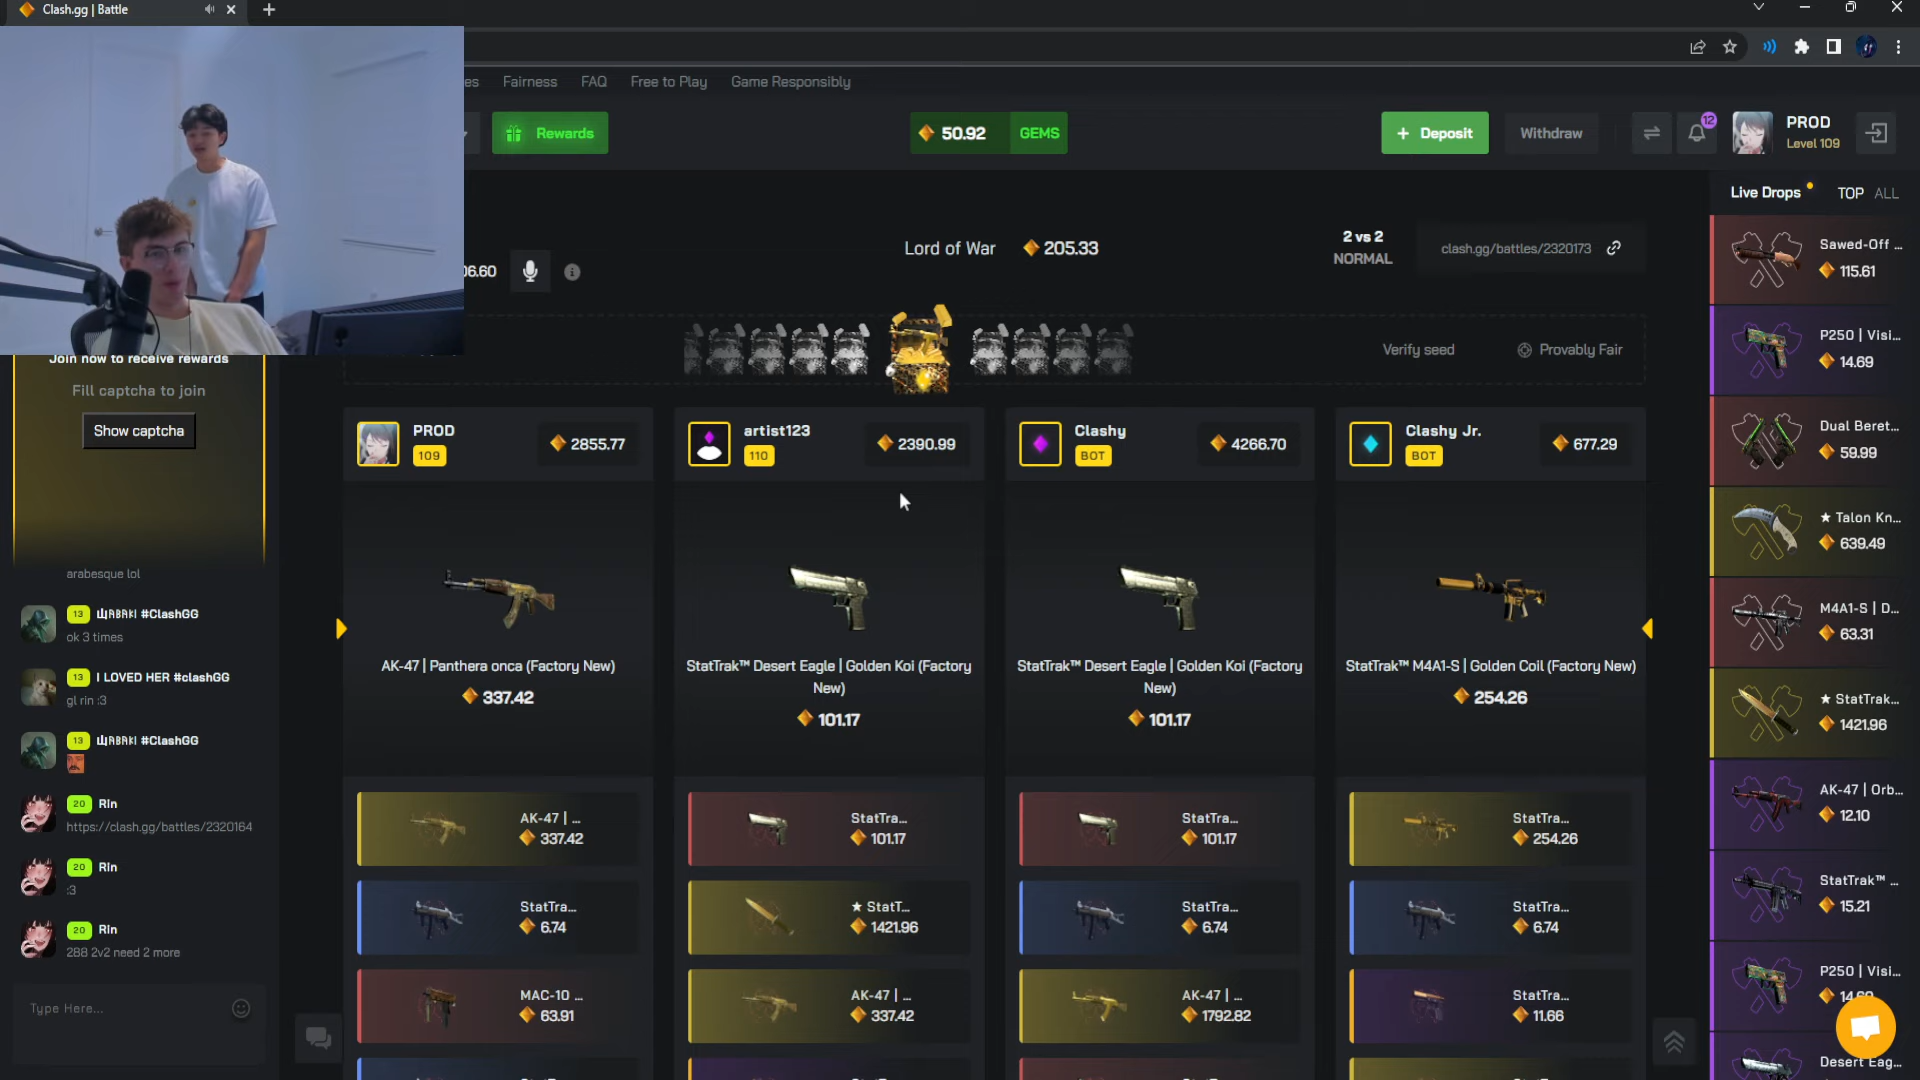 Clash.gg | Battle
es
Fairness
FAQ
Free to Play
Game Responsibly
Rewards
50.92
GEMS
+ Deposit
Withdraw
12
PROD
Level 109
Live Drops
TOP
ALL
06.60
Lord of War
205.33
2 vs 2
NORMAL
clash.gg/battles/2320173
Verify seed
Provably Fair
Join now to receive rewards
Fill captcha to join
Show captcha
arabesque lol
13
#ClashGG
ok 3 times
13 I LOVED HER #clashGG
gl rin :3
13
#ClashGG
20 Rin
https://clash.gg/battles/2320164
20 Rin
:3
20 Rin
288 2v2 need 2 more
Type Here...
PROD
109
2855.77
AK-47 | Panthera onca (Factory New)
337.42
AK-47 | ...
337.42
StatTra...
6.74
MAC-10 ...
63.91
artist123
110
2390.99
StatTrak™ Desert Eagle | Golden Koi (Factory
New)
101.17
StatTra...
101.17
★ StatT...
1421.96
AK-47 | ...
337.42
Clashy
BOT
4266.70
StatTrak™ Desert Eagle | Golden Koi (Factory
New)
101.17
StatTra...
101.17
StatTra...
6.74
AK-47 | ...
1792.82
Clashy Jr.
BOT
677.29
StatTrak™ M4A1-S | Golden Coil (Factory New)
254.26
StatTra...
254.26
StatTra...
6.74
StatTra...
11.66
Sawed-Off ...
115.61
P250 | Visi...
14.69
Dual Beret...
59.99
★ Talon Kn...
639.49
M4A1-S | D...
63.31
★ StatTrak...
1421.96
AK-47 | Orb...
12.10
StatTrak™ ...
15.21
P250 | Visi...
Desert Eag...